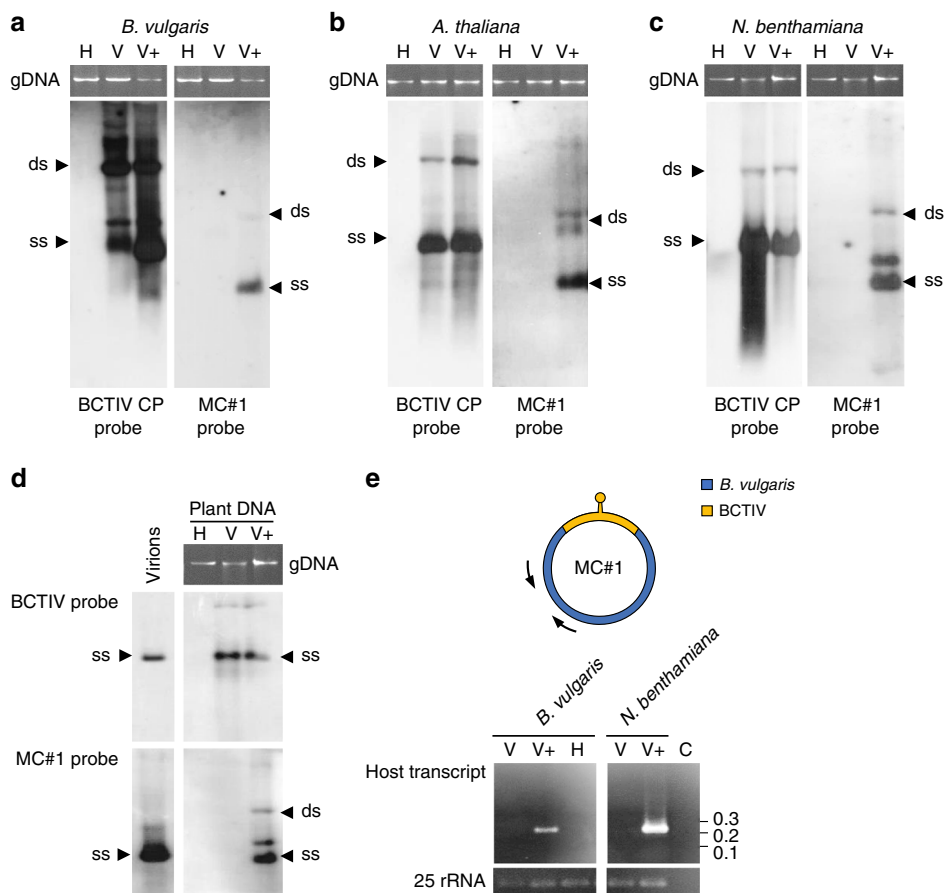 a
B. vulgaris
H V V+ H V V+
gDNA
ds
ss
ds
ss
BCTIV CP probe
MC#1 probe
b
A. thaliana
H V V+ H V V+
gDNA
ds
ss
ds
ss
BCTIV CP probe
MC#1 probe
c
N. benthamiana
H V V+ H V V+
gDNA
ds
ss
ds
ss
BCTIV CP probe
MC#1 probe
d
Virions
Plant DNA
H V V+
gDNA
BCTIV probe
ss
ss
MC#1 probe
ds
ss
ss
e
MC#1
B. vulgaris
BCTIV
B. vulgaris
N. benthamiana
V V+ H V V+ C
Host transcript
0.3
0.2
0.1
25 rRNA